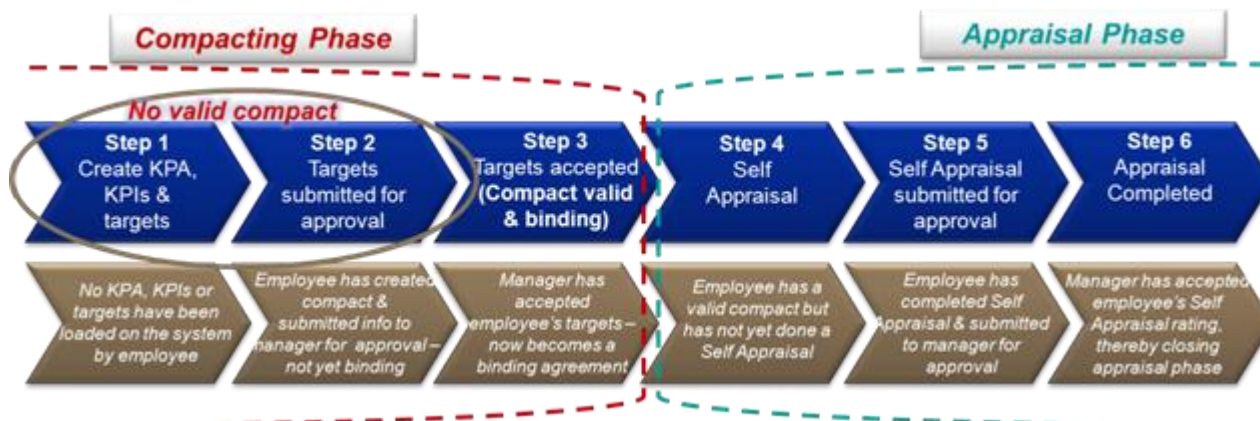 Compacting Phase
Appraisal Phase
No valid compact
Step 1
Create KPA,
KPIs &
targets
Step 2
Targets
submitted for
approval
Step 3
Targets accepted
(Compact valid
& binding)
Step 4
Self
Appraisal
Step 5
Self Appraisal
submitted for
approval
Step 6
Appraisal
Completed
No KPA, KPIs or
targets have been
loaded on the system
by employee
Employee has created
compact &
submitted info to
manager for approval –
not yet binding
Manager has
accepted
employee's targets –
now becomes a
binding agreement
Employee has a
valid compact but
has not yet done a
Self Appraisal
Employee has
completed Self
Appraisal & submitted
to manager for
approval
Manager has accepted
employee's Self
Appraisal rating,
thereby closing
appraisal phase